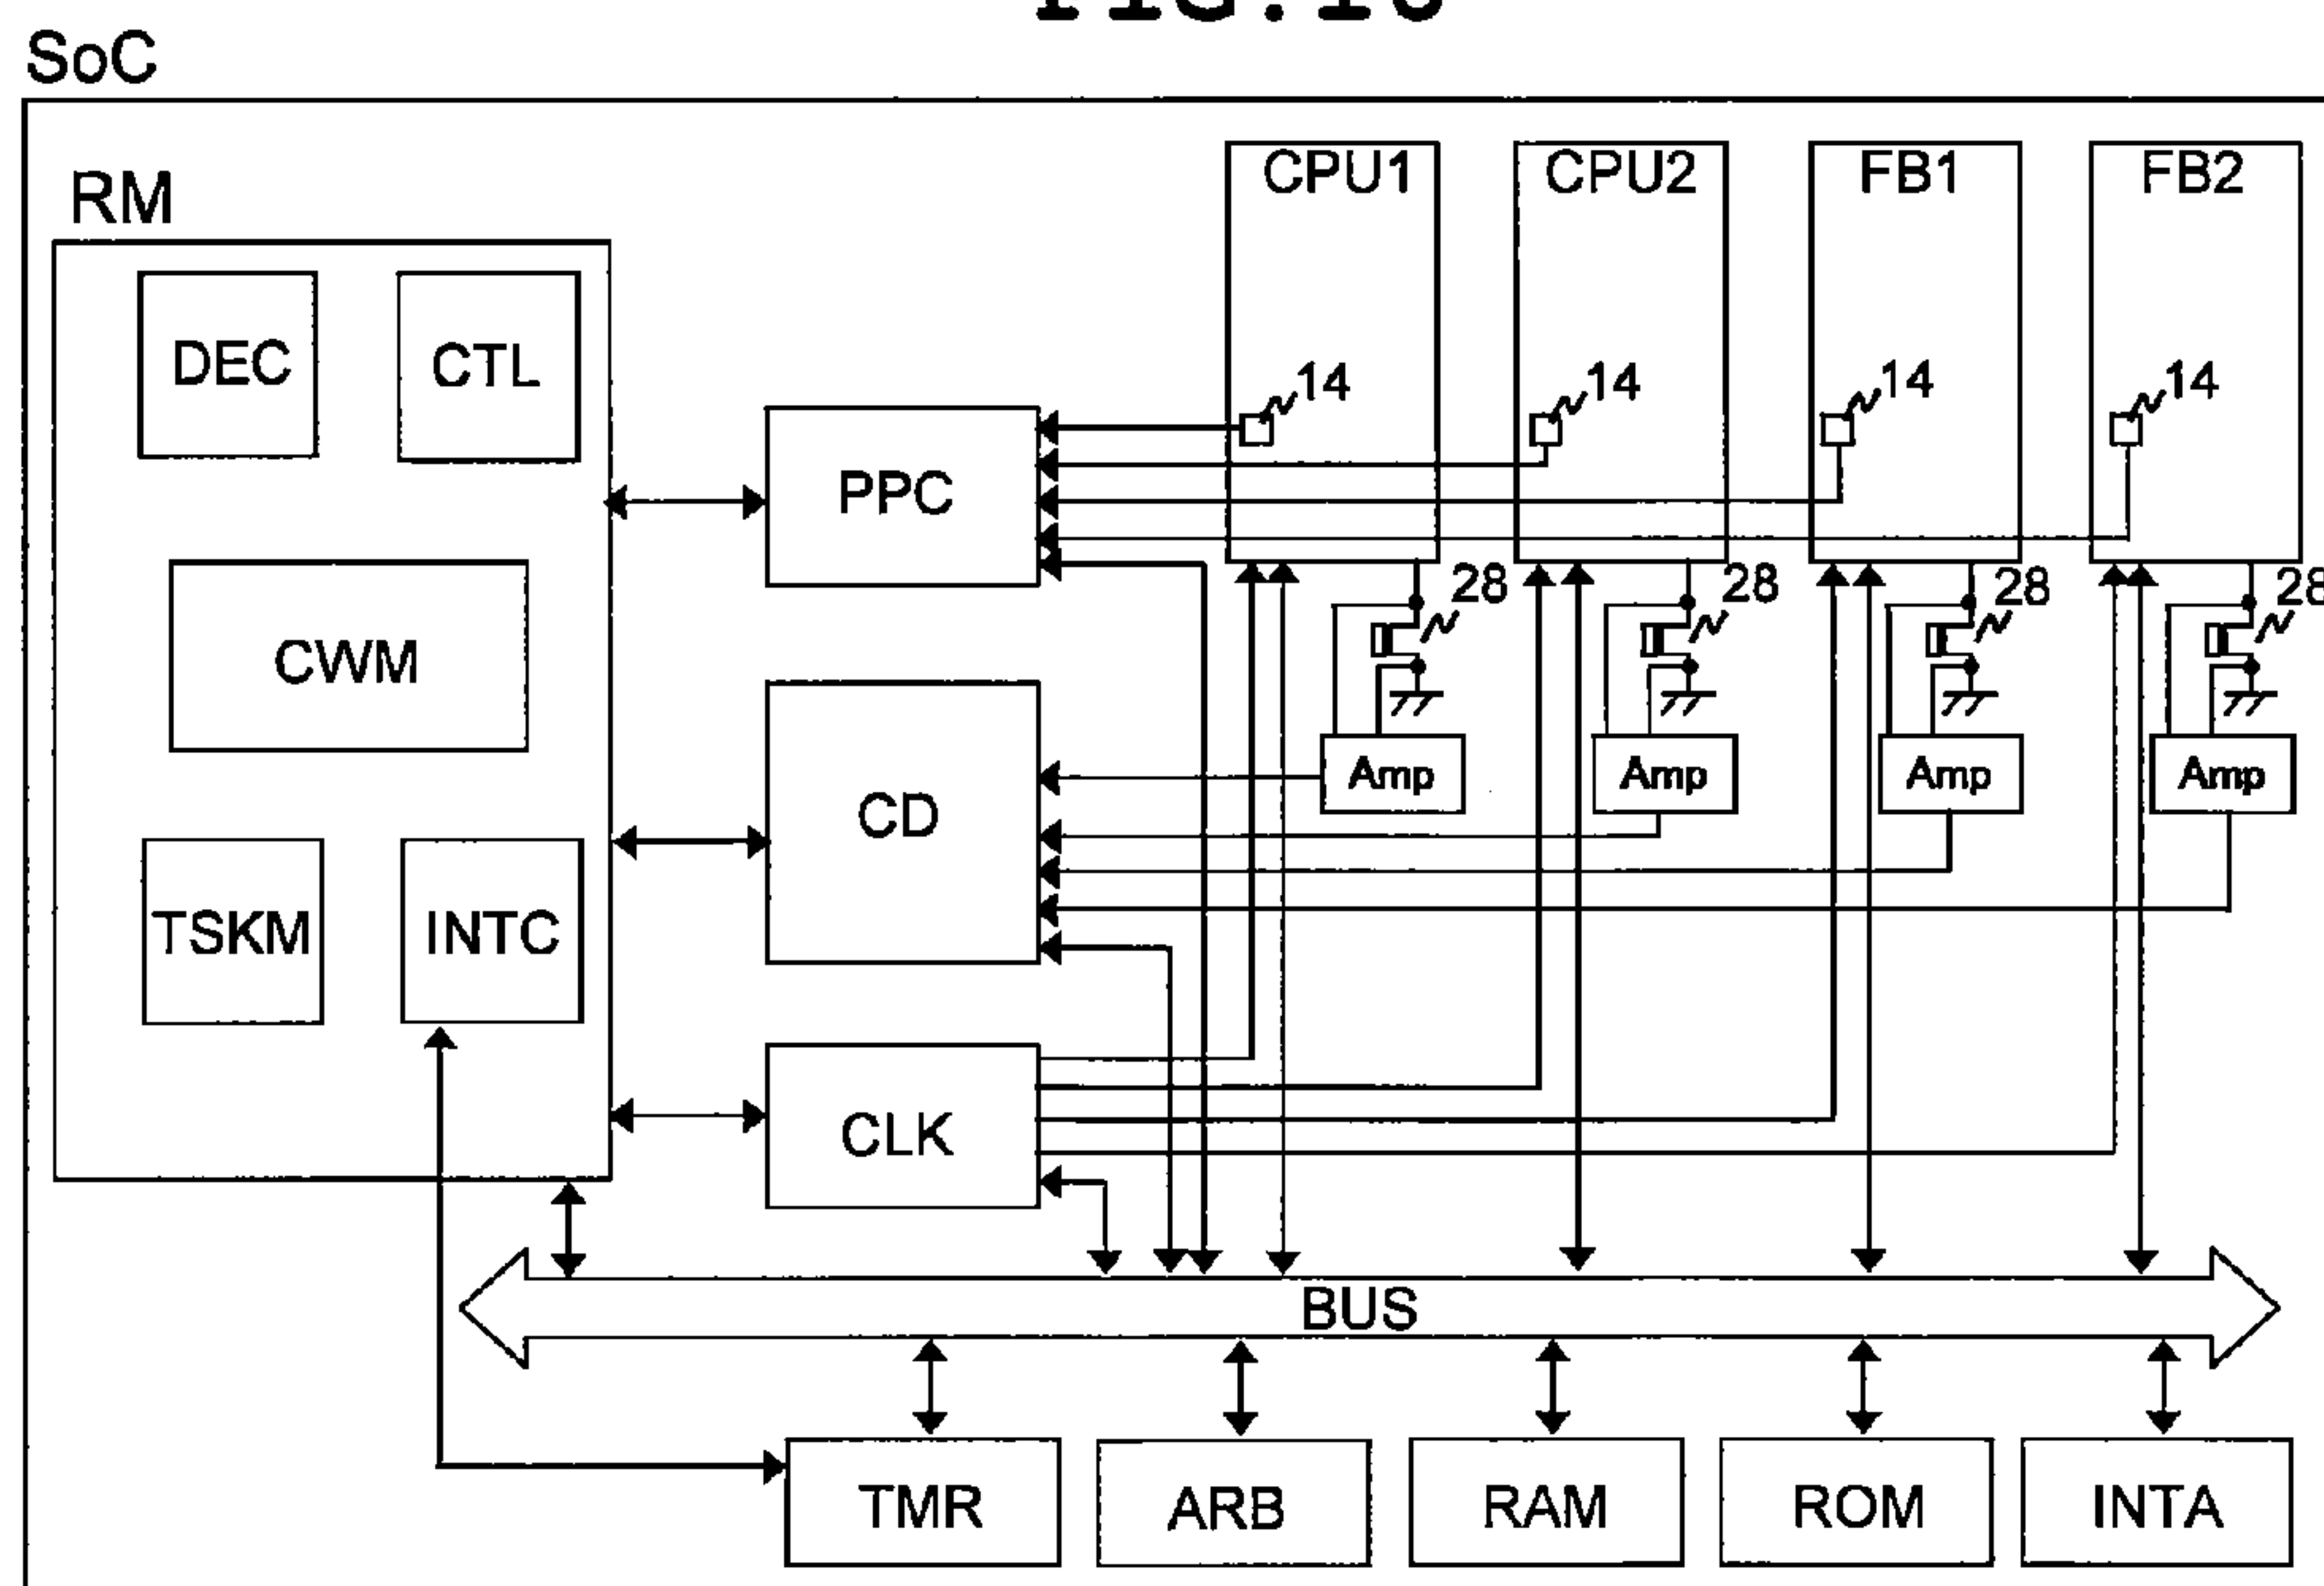 SoC
RM
CPU1
CPU2
FB1
FB2
DEC
CTL
14
14
14
14
PPC
28
28
28
28
CWM
CD
Amp
Amp
Amp
Amp
TSKM
INTC
CLK
BUS
TMR
ARB
RAM
ROM
INTA